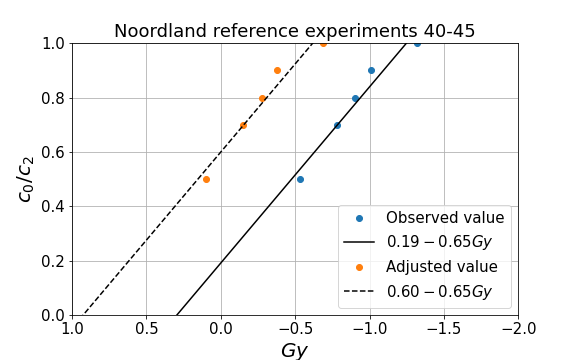 Noordland reference experiments 40-45
c₀/c₂
1.0
0.8
0.6
0.4
0.2
0.0
1.0 0.5 0.0 −0.5 −1.0 −1.5 −2.0
Gy
Observed value
0.19 − 0.65Gy
Adjusted value
0.60 − 0.65Gy